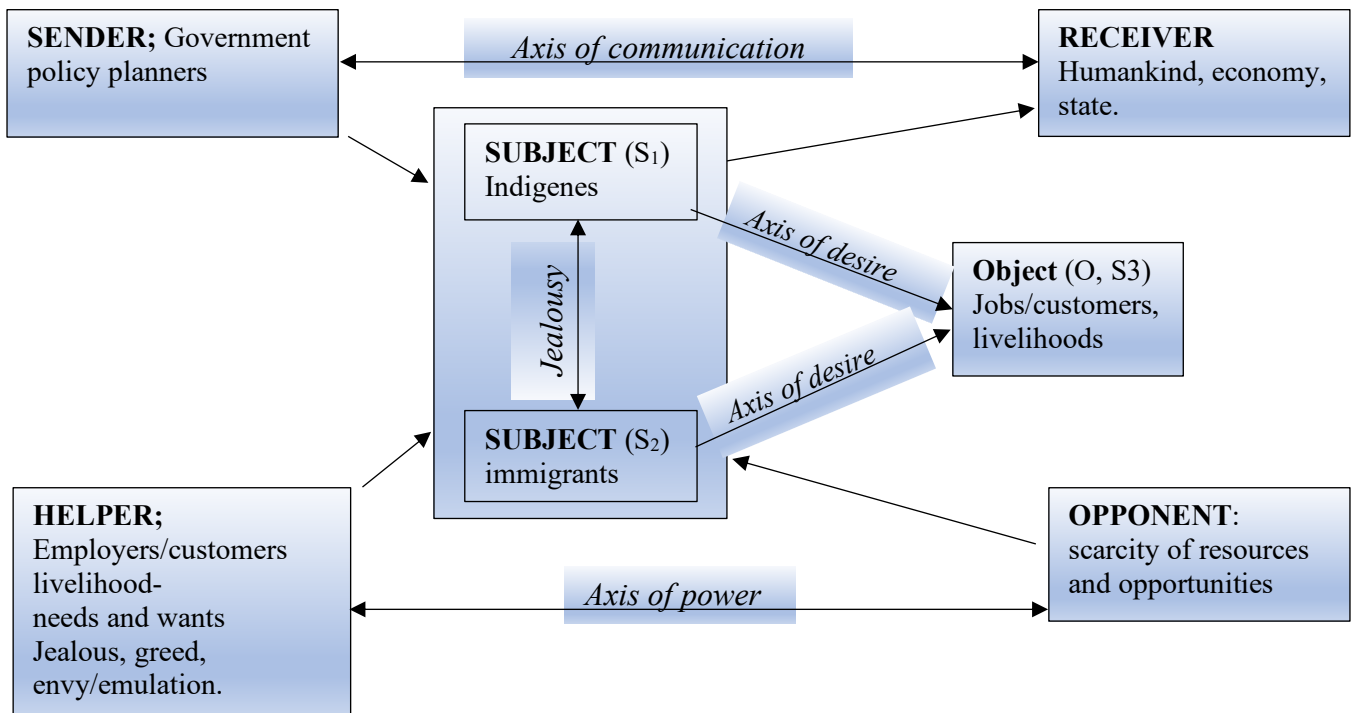 SENDER; Government
policy planners
Axis of communication
RECEIVER
Humankind, economy,
state.
SUBJECT (S₁)
Indigenes
Axis of desire
Jealousy
Object (O, S3)
Jobs/customers,
livelihoods
Axis of desire
SUBJECT (S₂)
immigrants
HELPER;
Employers/customers
livelihood-
needs and wants
Jealous, greed,
envy/emulation.
Axis of power
OPPONENT:
scarcity of resources
and opportunities